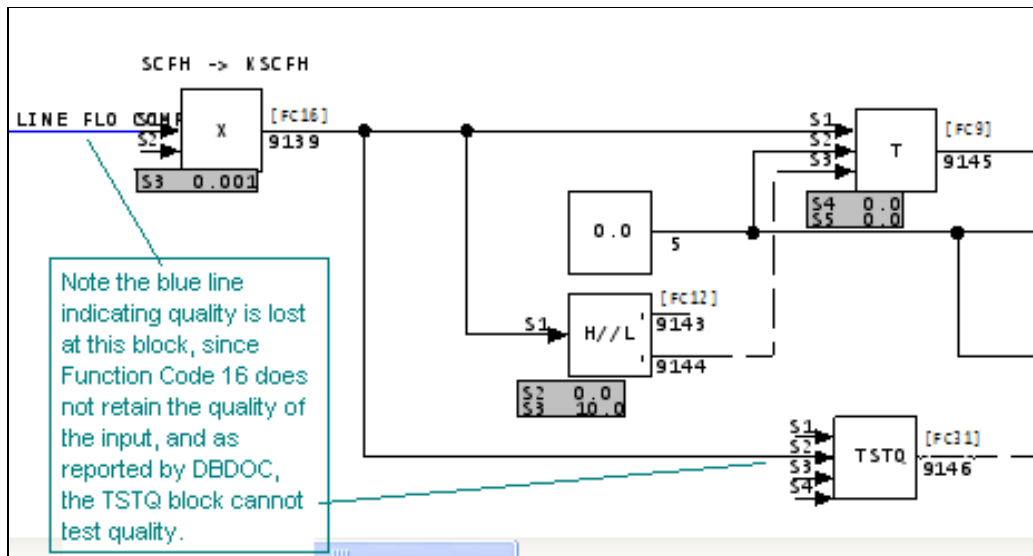 SCFH -> KSCFH
LINE FLO COMP
S1
S2
X
[FC16]
9139
S3 0.001
S1
S2
S3
T
[FC9]
9145
S4 0.0
S5 0.0
0.0
5
S1
H//L
[FC12]
9143
9144
S2 0.0
S3 10.0
S1
S2
S3
S4
TSTQ
[FC31]
9146
Note the blue line
indicating quality is lost
at this block, since
Function Code 16 does
not retain the quality of
the input, and as
reported by DBDOC,
the TSTQ block cannot
test quality.